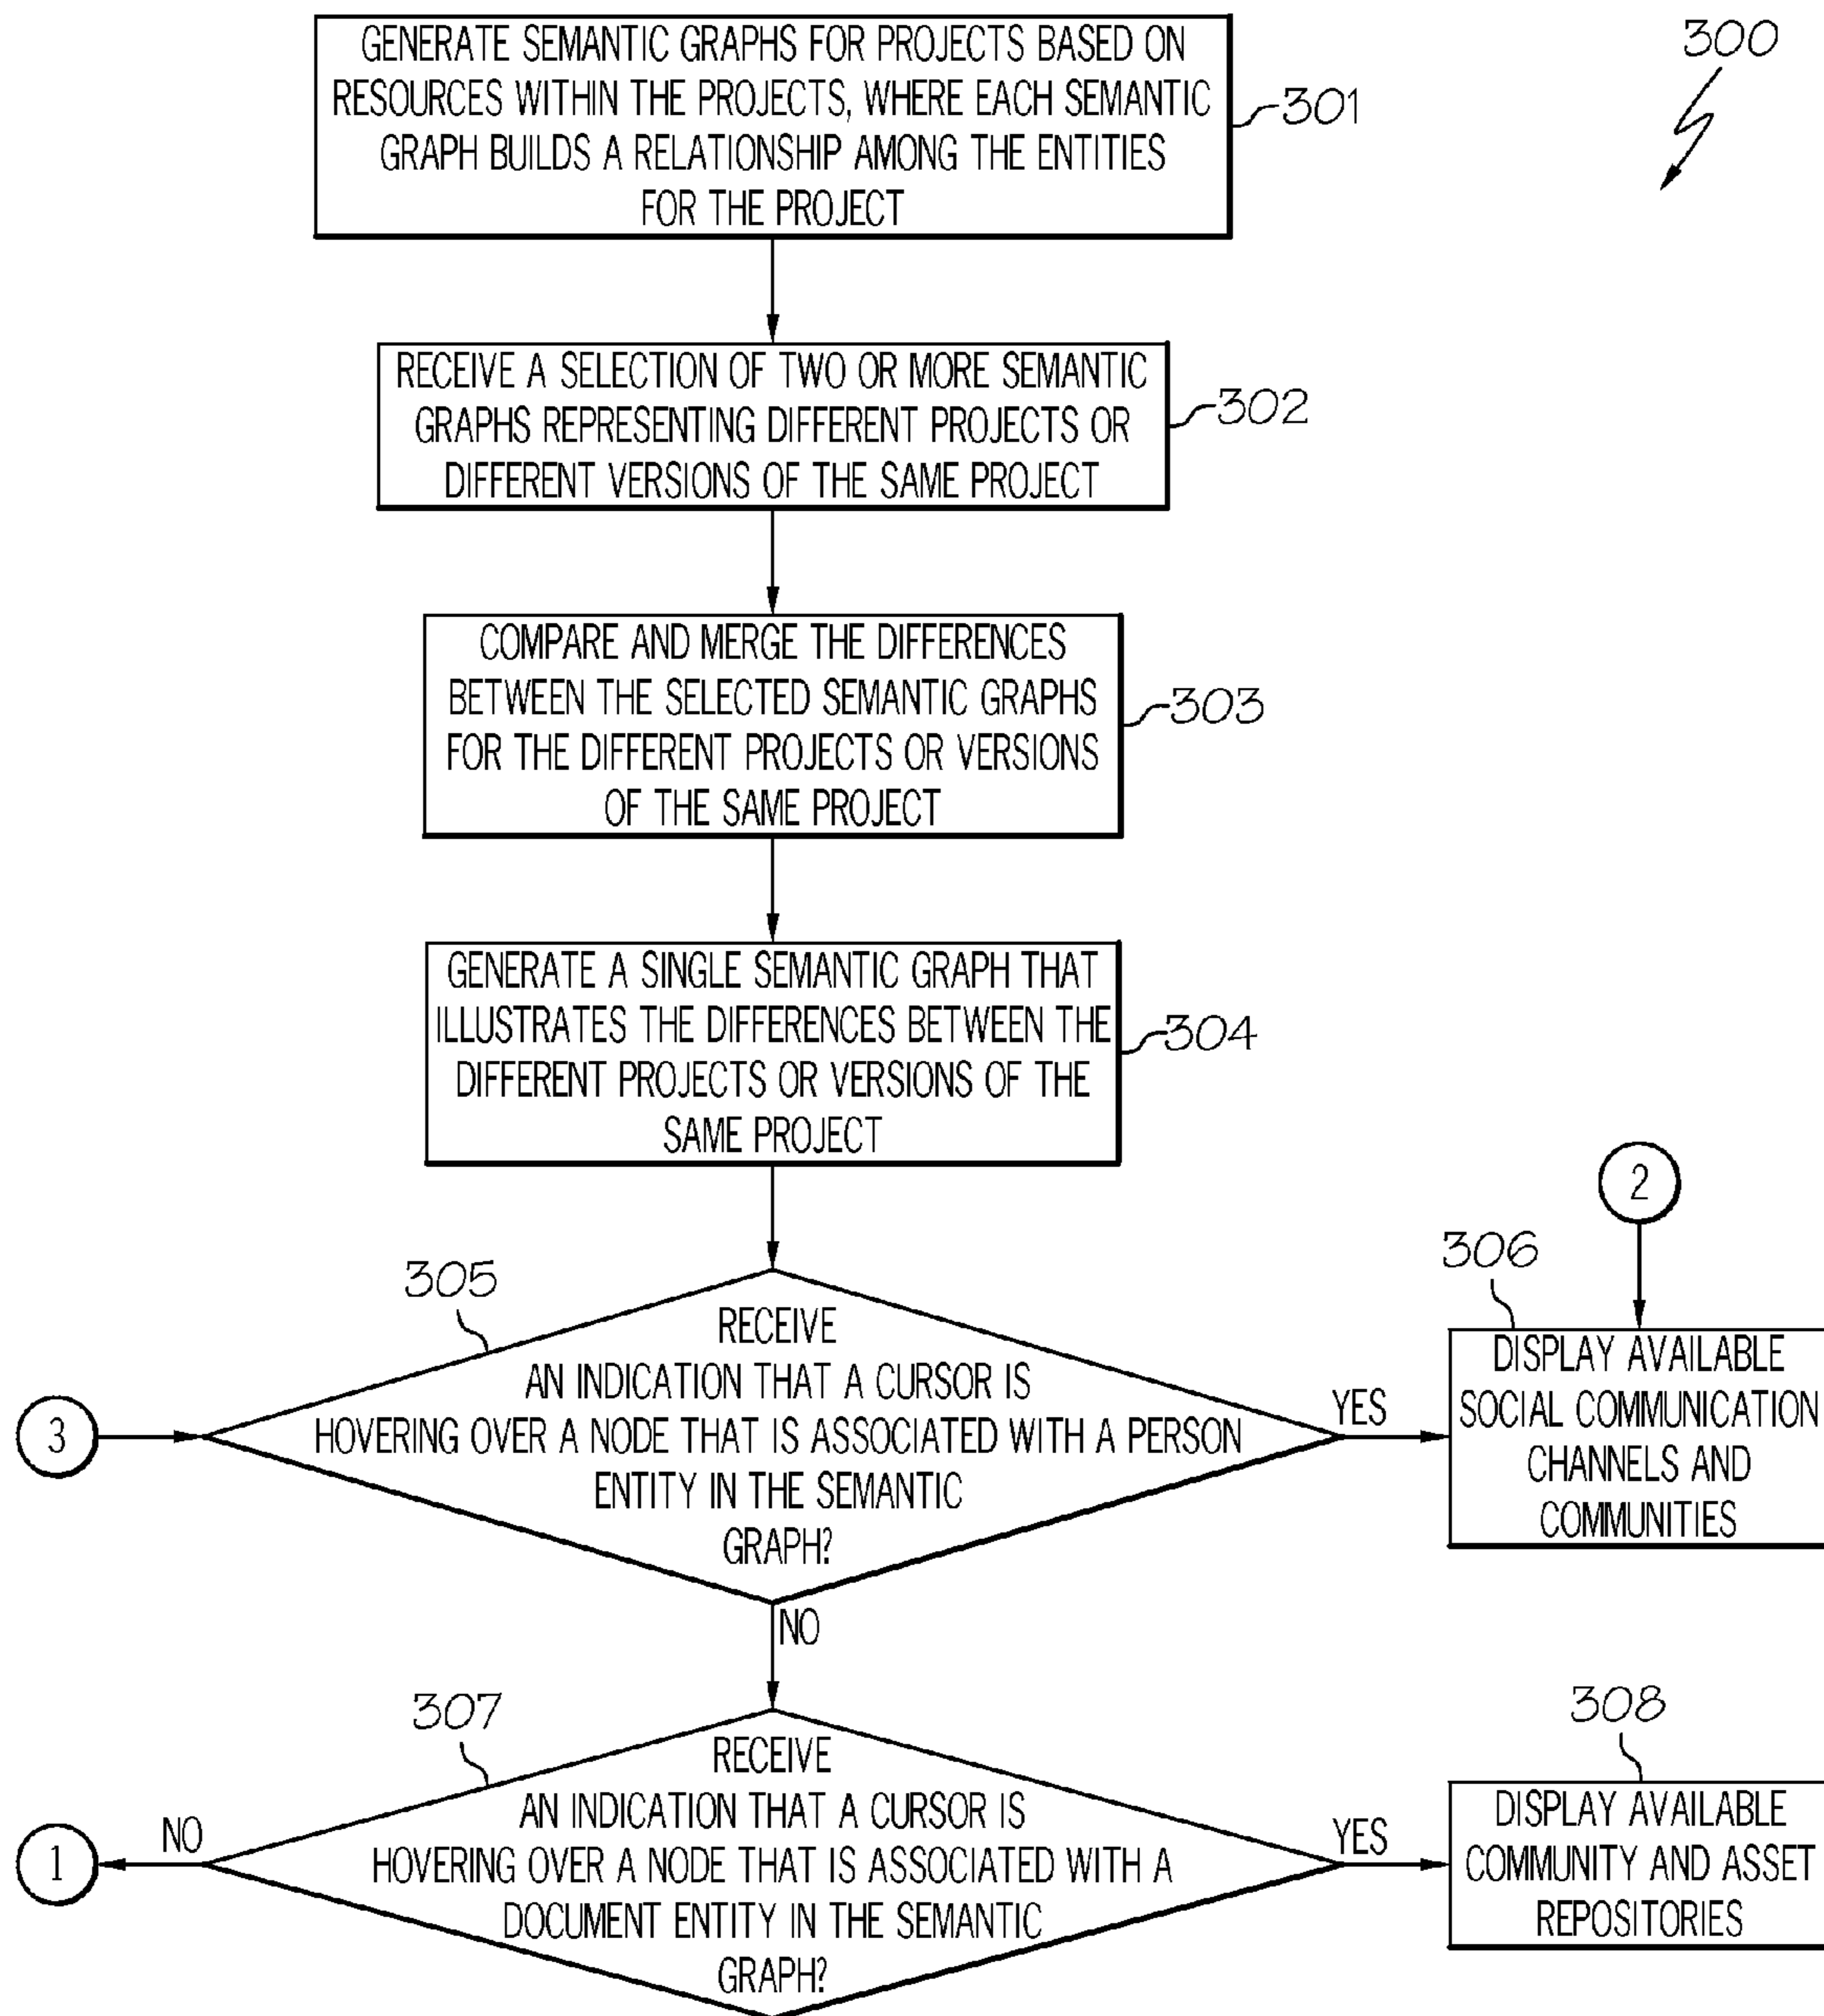 300
GENERATE SEMANTIC GRAPHS FOR PROJECTS BASED ON
RESOURCES WITHIN THE PROJECTS, WHERE EACH SEMANTIC
GRAPH BUILDS A RELATIONSHIP AMONG THE ENTITIES
FOR THE PROJECT
301
RECEIVE A SELECTION OF TWO OR MORE SEMANTIC
GRAPHS REPRESENTING DIFFERENT PROJECTS OR
DIFFERENT VERSIONS OF THE SAME PROJECT
302
COMPARE AND MERGE THE DIFFERENCES
BETWEEN THE SELECTED SEMANTIC GRAPHS
FOR THE DIFFERENT PROJECTS OR VERSIONS
OF THE SAME PROJECT
303
GENERATE A SINGLE SEMANTIC GRAPH THAT
ILLUSTRATES THE DIFFERENCES BETWEEN THE
DIFFERENT PROJECTS OR VERSIONS OF THE
SAME PROJECT
304
2
305
RECEIVE
AN INDICATION THAT A CURSOR IS
HOVERING OVER A NODE THAT IS ASSOCIATED WITH A PERSON
ENTITY IN THE SEMANTIC
GRAPH?
3
YES
306
DISPLAY AVAILABLE
SOCIAL COMMUNICATION
CHANNELS AND
COMMUNITIES
NO
307
RECEIVE
AN INDICATION THAT A CURSOR IS
HOVERING OVER A NODE THAT IS ASSOCIATED WITH A
DOCUMENT ENTITY IN THE SEMANTIC
GRAPH?
NO
1
YES
308
DISPLAY AVAILABLE
COMMUNITY AND ASSET
REPOSITORIES